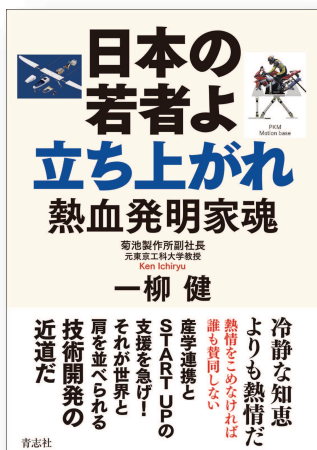 日本の
若者よ
立ち上がれ
熱血発明家魂
PKM
Motion base
菊池製作所副社長
元東京工科大学教授
Ken Ichiryu
一柳 健
冷静な知恵
よりも熱情だ
熱情をこめなければ
誰も賛同しない
産学連携と
START UPの
支援を急げ！
それが世界と
肩を並べられる
技術開発の
近道だ
青志社